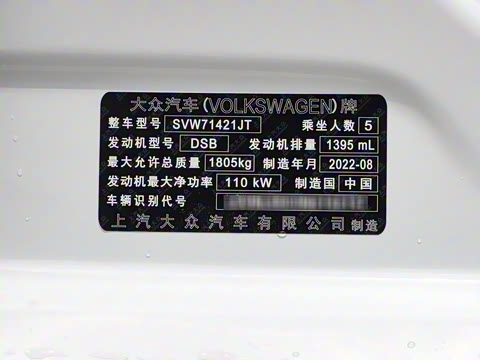 大众汽车(VOLKSWAGEN)牌
整车型号 SVW71421JT 乘坐人数 5
发动机型号 DSB 发动机排量 1395 mL
最大允许总质量 1805kg 制造年月 2022-08
发动机最大净功率 110 kW 制造国 中国
车辆识别代号
上汽大众汽车有限公司 制造